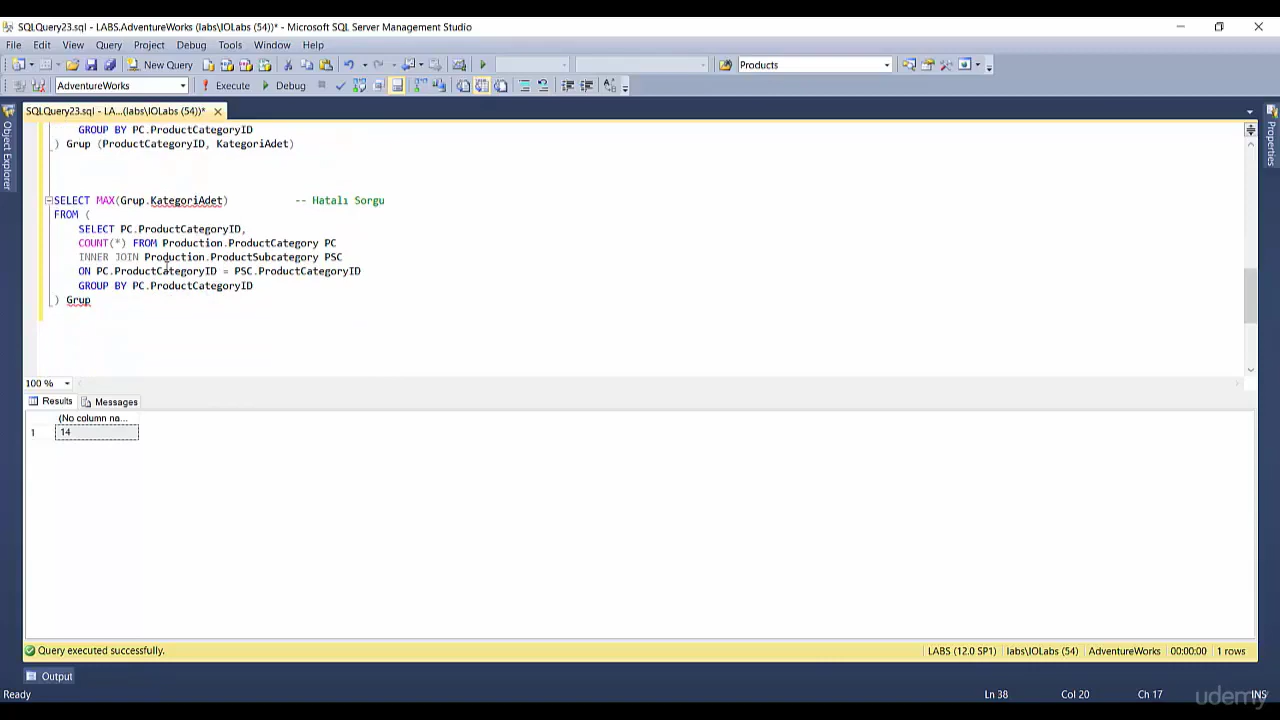 SQLQuery23.sql - LABS.AdventureWorks (labs\IOLabs (54))* - Microsoft SQL Server Management Studio
File Edit View Query Project Debug Tools Window Help
New Query Products
AdventureWorks Execute Debug
SQLQuery23.sql - LA...(labs\IOLabs (54))*
Object Explorer
Properties
GROUP BY PC.ProductCategoryID
) Grup (ProductCategoryID, KategoriAdet)
SELECT MAX(Grup.KategoriAdet) -- Hatalı Sorgu
FROM (
SELECT PC.ProductCategoryID,
COUNT(*) FROM Production.ProductCategory PC
INNER JOIN Production.ProductSubcategory PSC
ON PC.ProductCategoryID = PSC.ProductCategoryID
GROUP BY PC.ProductCategoryID
) Grup
100 %
Results Messages
(No column na...
1 14
Query executed successfully. LABS (12.0 SP1) labs\IOLabs (54) AdventureWorks 00:00:00 1 rows
Output
Ready Ln 38 Col 20 Ch 17 INS
udemy